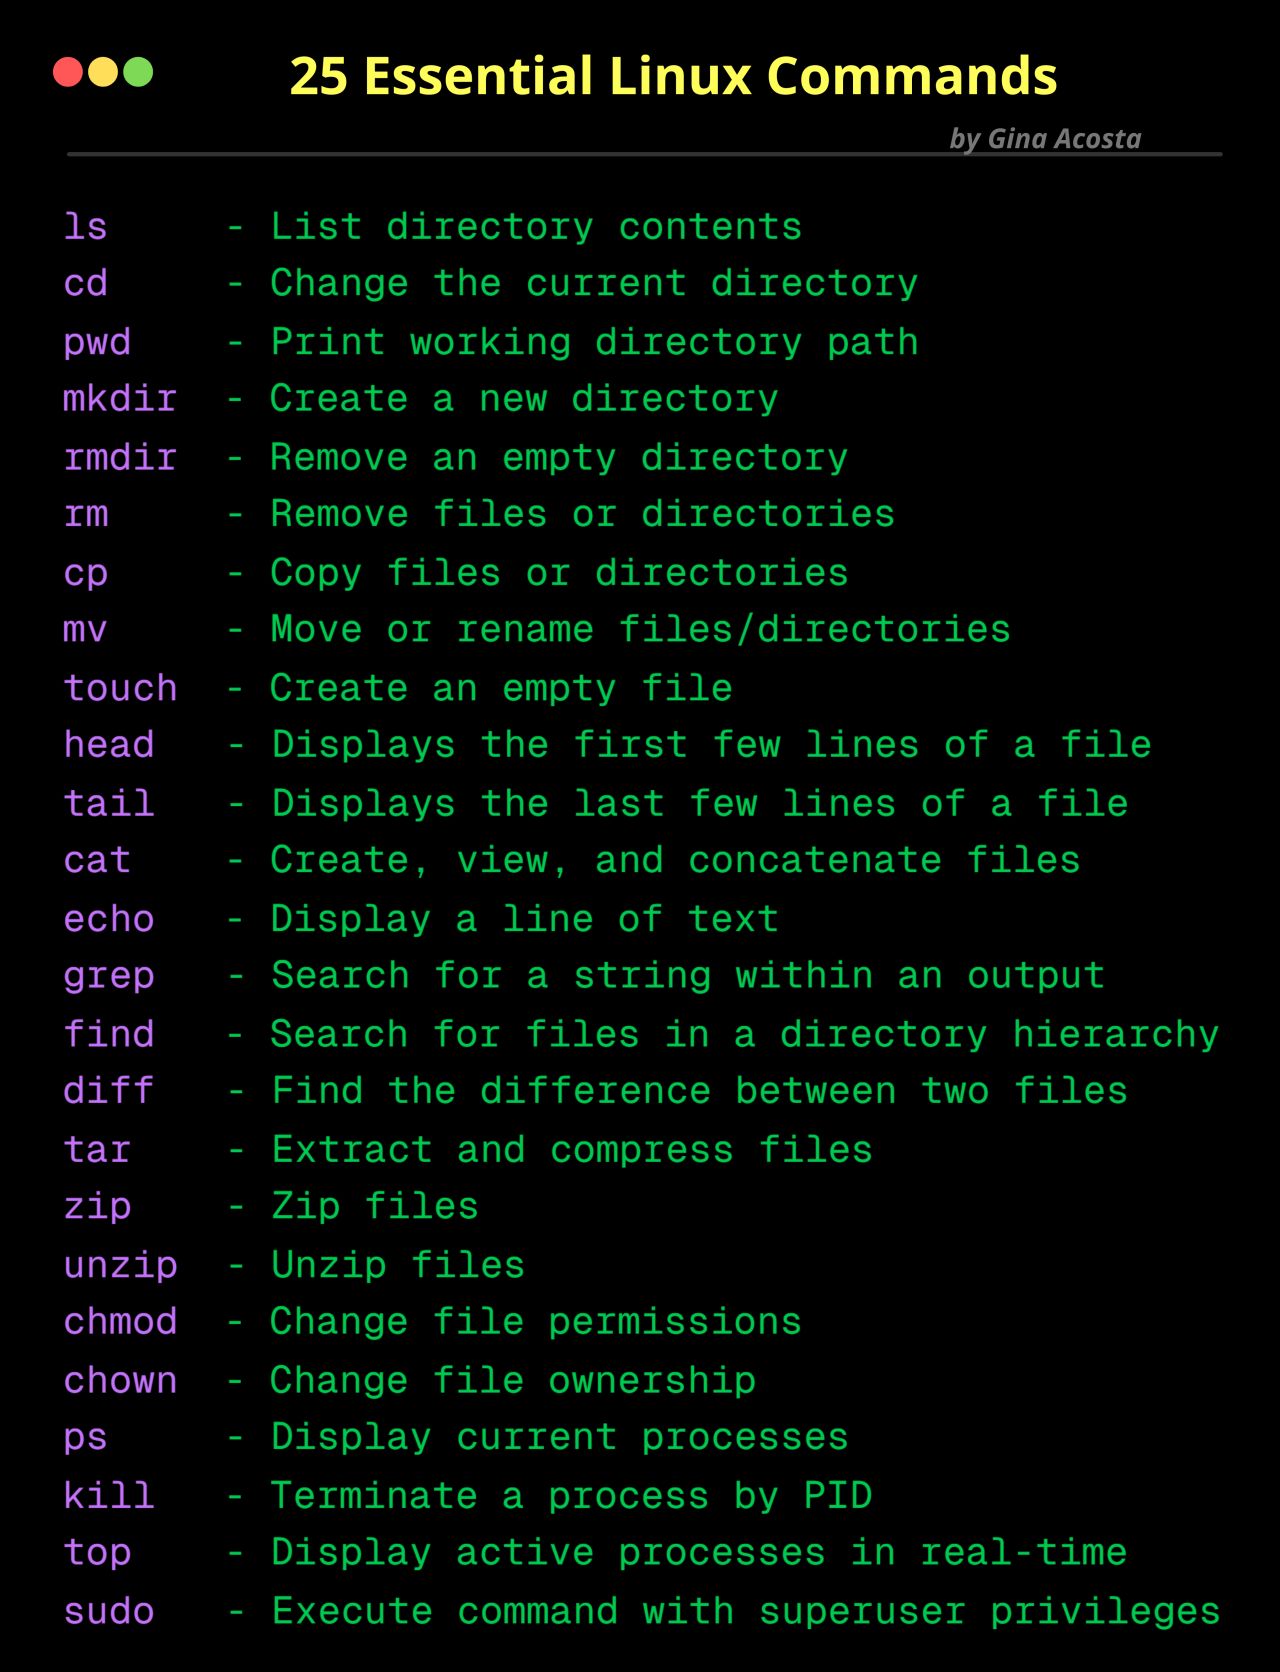 25 Essential Linux Commands
by Gina Acosta
ls - List directory contents
cd - Change the current directory
pwd - Print working directory path
mkdir - Create a new directory
rmdir - Remove an empty directory
rm - Remove files or directories
cp - Copy files or directories
mv - Move or rename files/directories
touch - Create an empty file
head - Displays the first few lines of a file
tail - Displays the last few lines of a file
cat - Create, view, and concatenate files
echo - Display a line of text
grep - Search for a string within an output
find - Search for files in a directory hierarchy
diff - Find the difference between two files
tar - Extract and compress files
zip - Zip files
unzip - Unzip files
chmod - Change file permissions
chown - Change file ownership
ps - Display current processes
kill - Terminate a process by PID
top - Display active processes in real-time
sudo - Execute command with superuser privileges